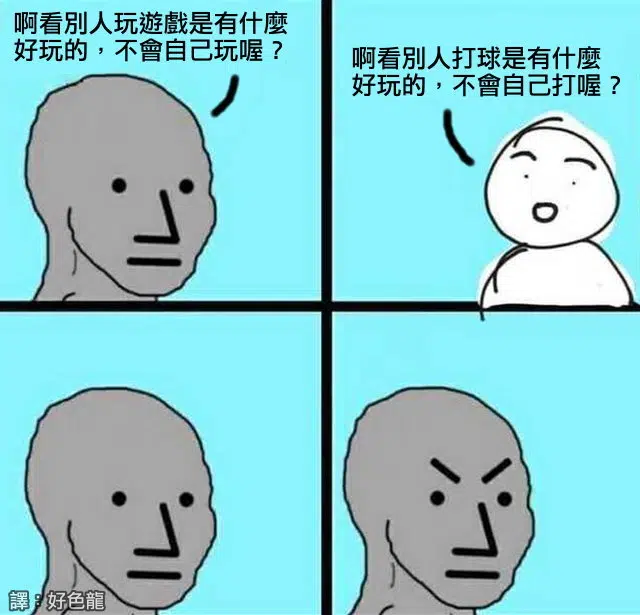 啊看別人玩遊戲是有什麼
好玩的，不會自己玩喔？
啊看別人打球是有什麼
好玩的，不會自己打喔？
譯：好色龍